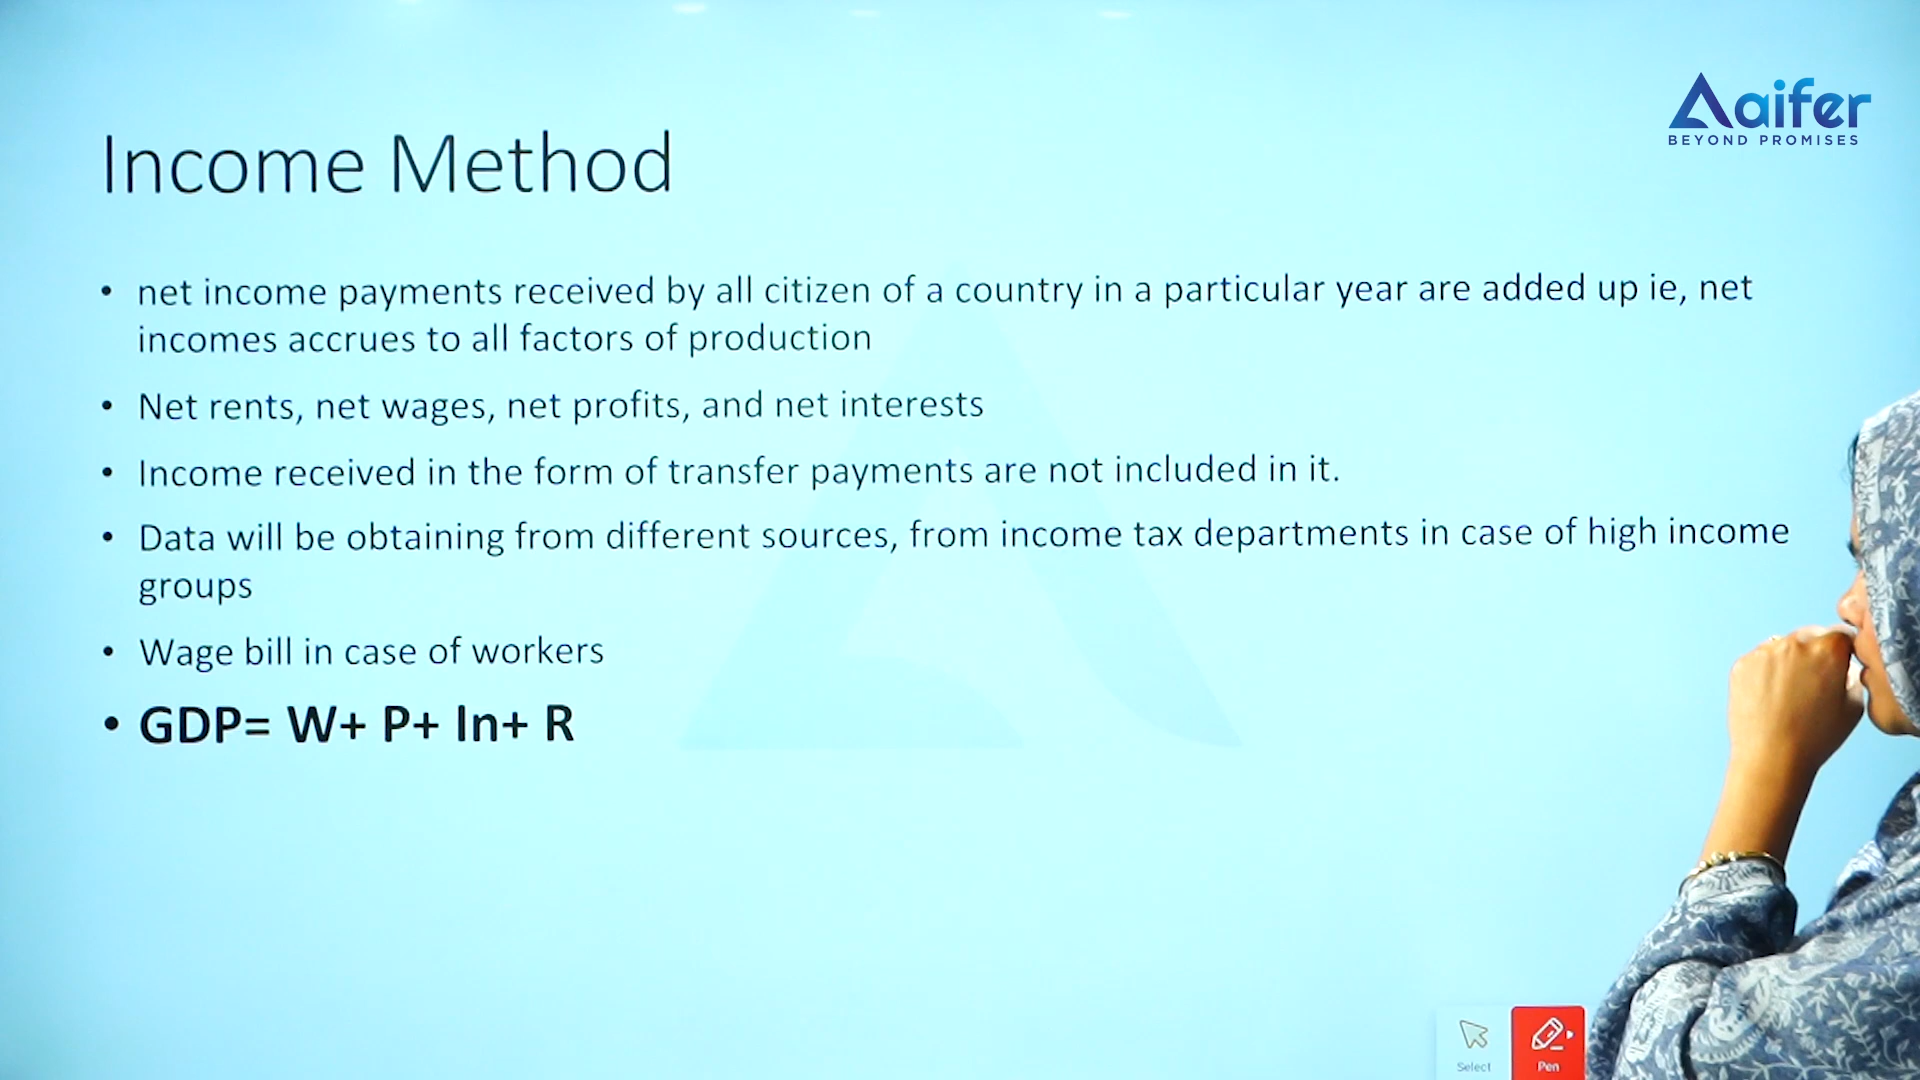 aifer
BEYOND PROMISES
Income Method
• net income payments received by all citizen of a country in a particular year are added up ie, net
incomes accrues to all factors of production
• Net rents, net wages, net profits, and net interests
• Income received in the form of transfer payments are not included in it.
• Data will be obtaining from different sources, from income tax departments in case of high income
groups
• Wage bill in case of workers
• GDP= W+ P+ In+ R
Select
Pen